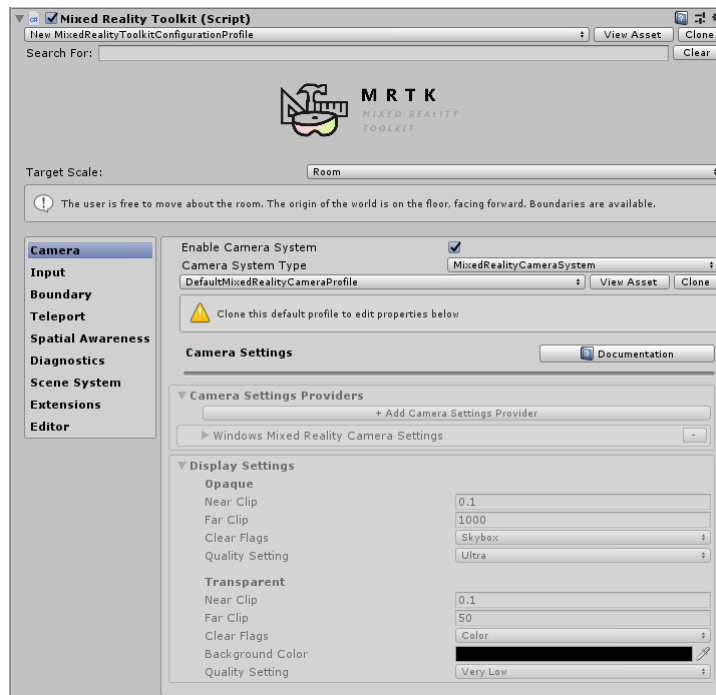 Mixed Reality Toolkit (Script)
New MixedRealityToolkitConfigurationProfile View Asset Clone
Search For: Clear
MRTK
MIXED REALITY
TOOLKIT
Target Scale: Room
The user is free to move about the room. The origin of the world is on the floor, facing forward. Boundaries are available.
Camera
Input
Boundary
Teleport
Spatial Awareness
Diagnostics
Scene System
Extensions
Editor
Enable Camera System
Camera System Type MixedRealityCameraSystem
DefaultMixedRealityCameraProfile View Asset Clone
Clone this default profile to edit properties below
Camera Settings Documentation
Camera Settings Providers
+ Add Camera Settings Provider
Windows Mixed Reality Camera Settings -
Display Settings
Opaque
Near Clip 0.1
Far Clip 1000
Clear Flags Skybox
Quality Setting Ultra
Transparent
Near Clip 0.1
Far Clip 50
Clear Flags Color
Background Color
Quality Setting Very Low